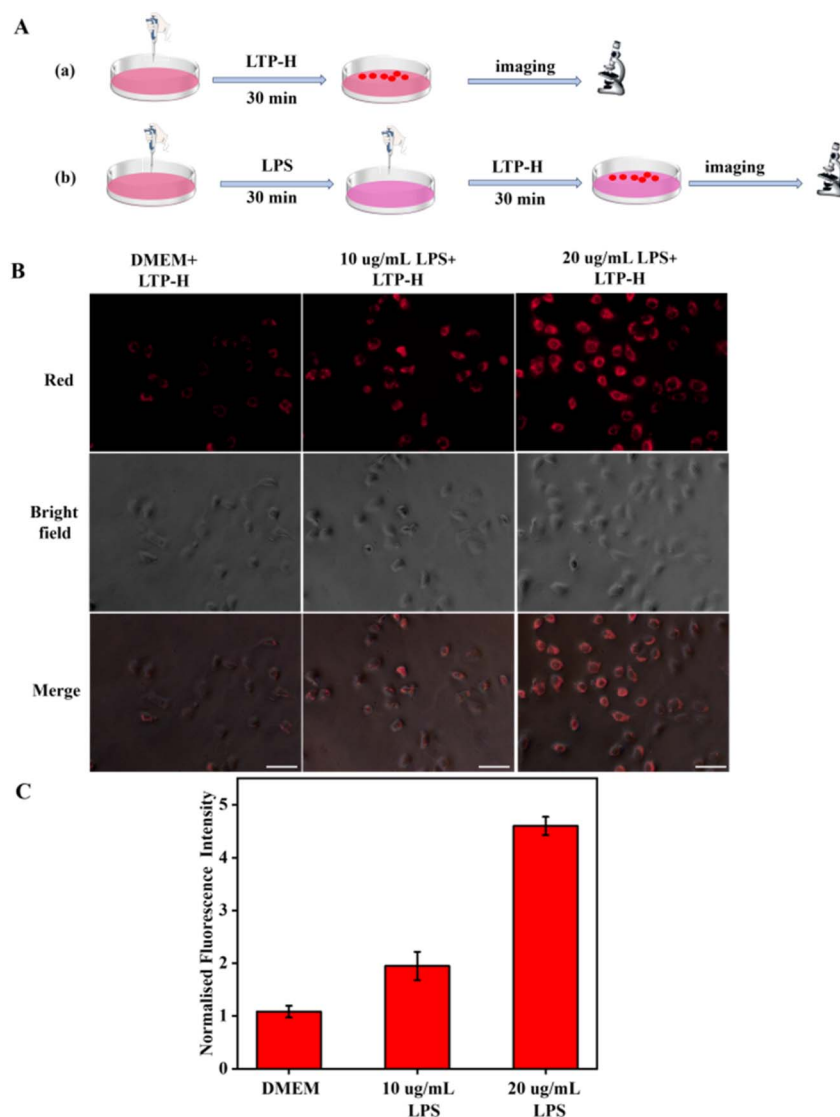 A
(a)
LTP-H
30 min
imaging
(b)
LPS
30 min
LTP-H
30 min
imaging
B
DMEM+
LTP-H
10 ug/mL LPS+
LTP-H
20 ug/mL LPS+
LTP-H
Red
Bright
field
Merge
C
Normalised Fluorescence Intensity
5
4
3
2
1
0
DMEM
10 ug/mL
LPS
20 ug/mL
LPS